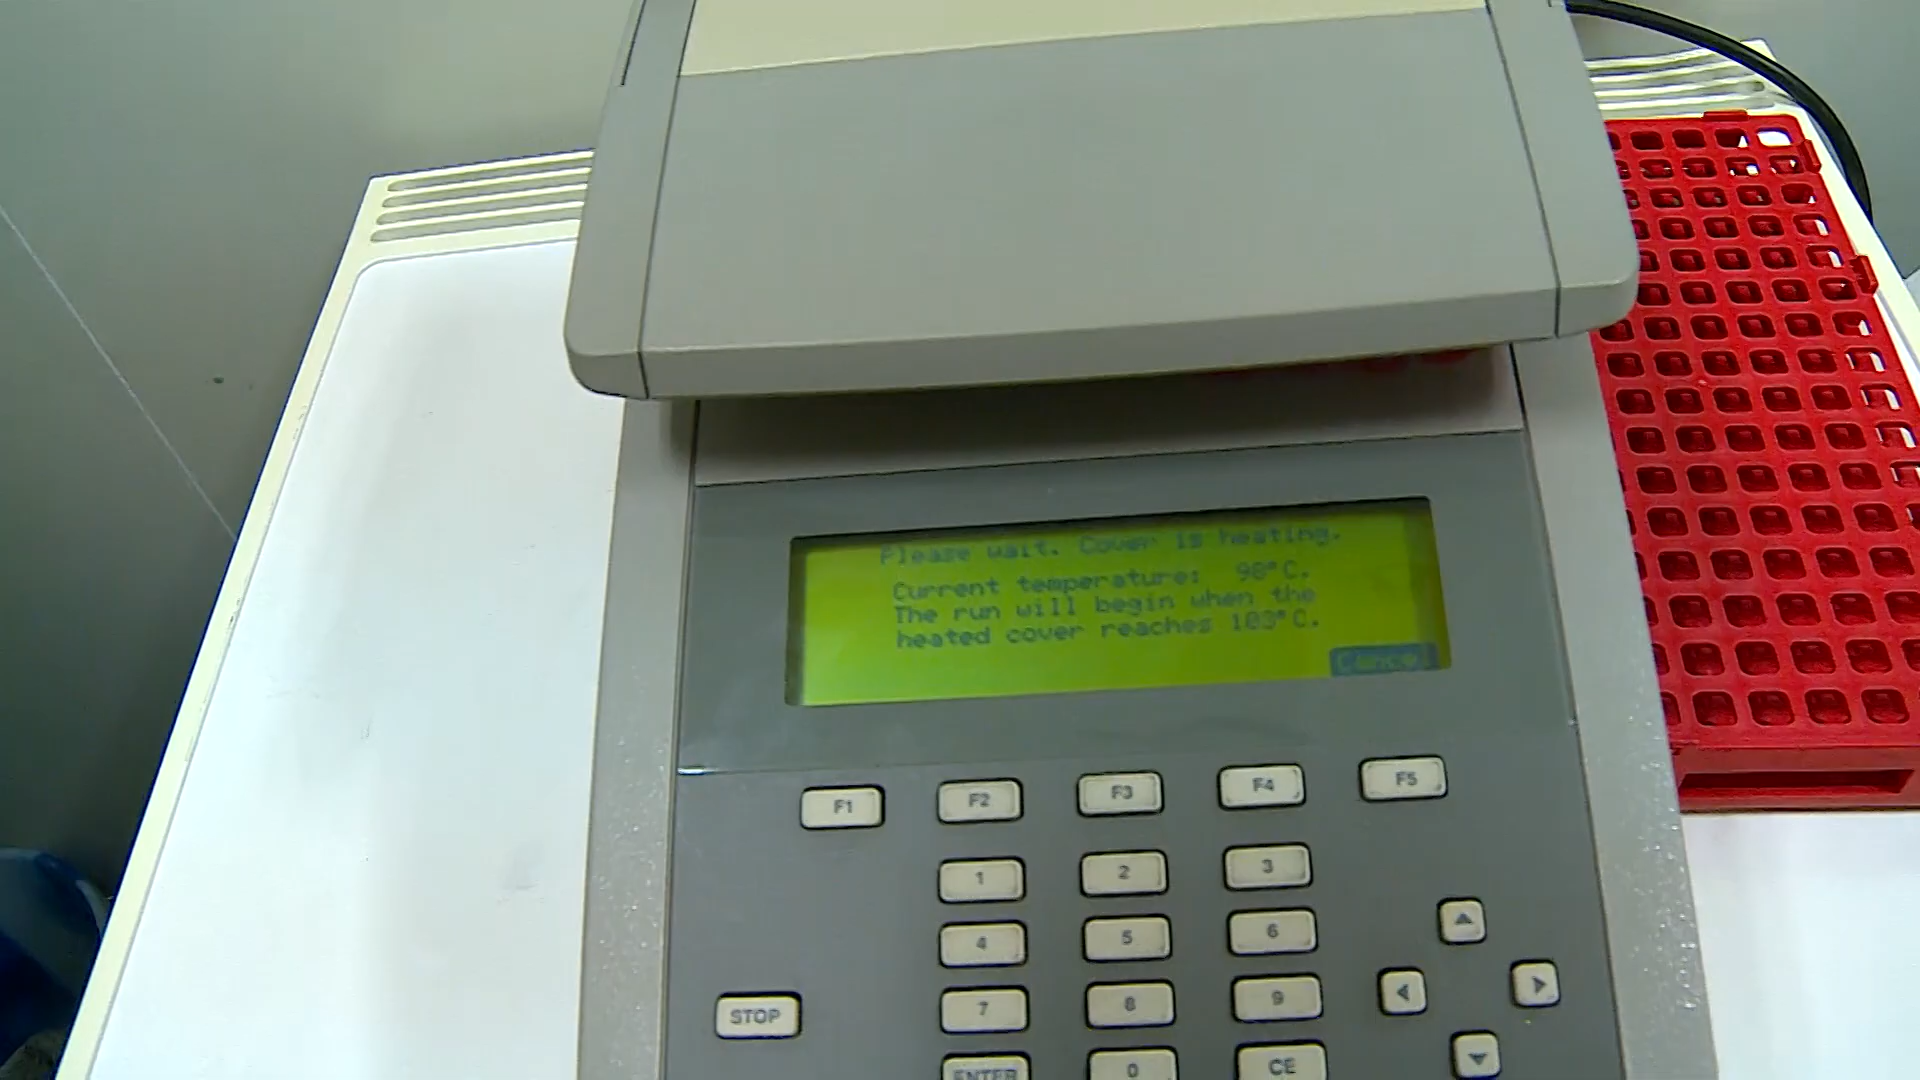 Please wait. Cover is heating.
Current temperature: 98°C.
The run will begin when the
heated cover reaches 103°C.
Cancel
F1 F2 F3 F4 F5
1 2 3
4 5 6
STOP 7 8 9
ENTER 0 CE